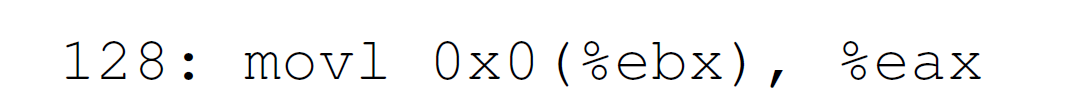 128: movl 0x0(%ebx), %eax